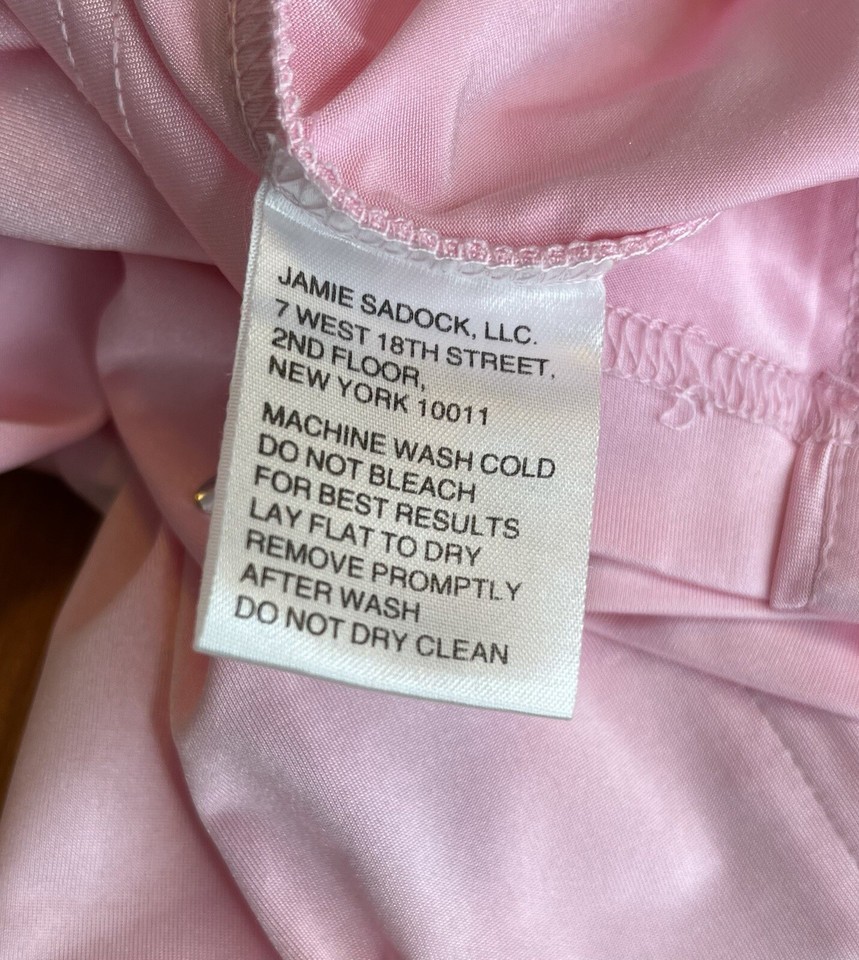 JAMIE SADOCK, LLC.
7 WEST 18TH STREET.
2ND FLOOR,
NEW YORK 10011
MACHINE WASH COLD
DO NOT BLEACH
FOR BEST RESULTS
LAY FLAT TO DRY
REMOVE PROMPTLY
AFTER WASH
DO NOT DRY CLEAN